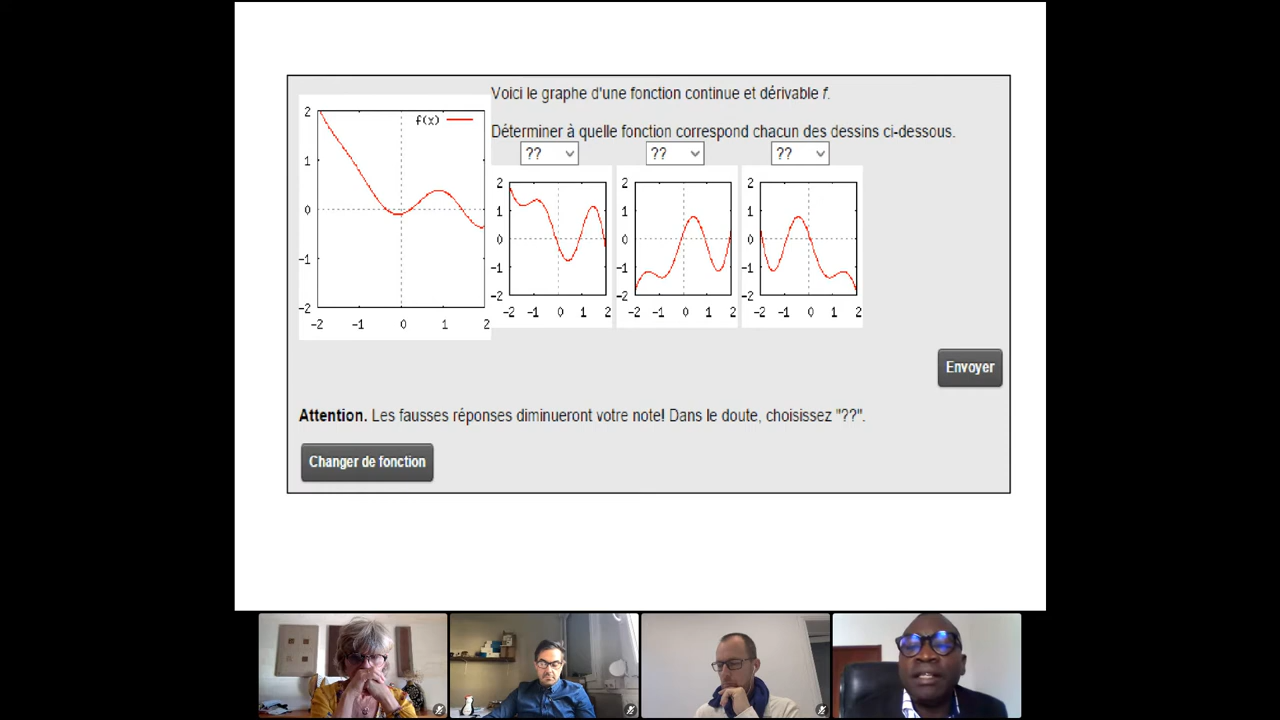 Voici le graphe d'une fonction continue et dérivable f.
Déterminer à quelle fonction correspond chacun des dessins ci-dessous.
?? ?? ??
f(x)
2
1
0
-1
-2
-2 -1 0 1 2
2
1
0
-1
-2
-2 -1 0 1 2
2
1
0
-1
-2
-2 -1 0 1 2
2
1
0
-1
-2
-2 -1 0 1 2
Envoyer
Attention. Les fausses réponses diminueront votre note! Dans le doute, choisissez "??".
Changer de fonction